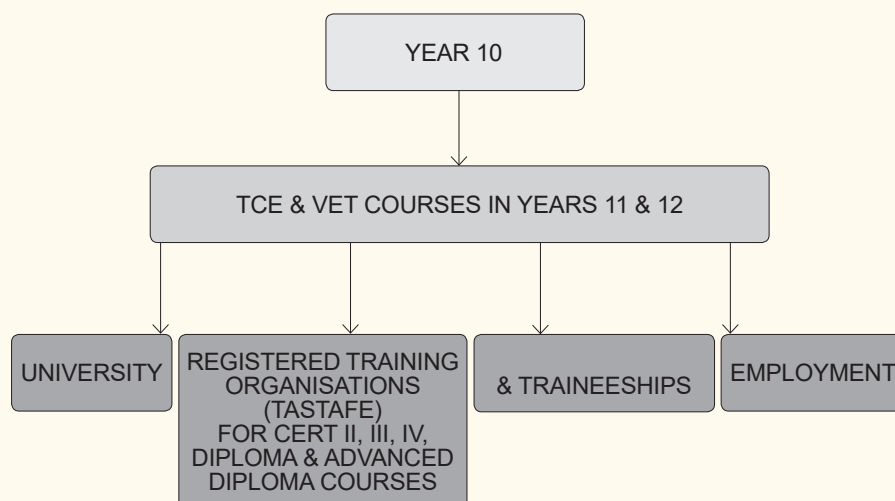 YEAR 10
TCE & VET COURSES IN YEARS 11 & 12
UNIVERSITY
REGISTERED TRAINING
ORGANISATIONS
(TASTAFE)
FOR CERT II, III, IV,
DIPLOMA & ADVANCED
DIPLOMA COURSES
& TRAINEESHIPS
EMPLOYMENT